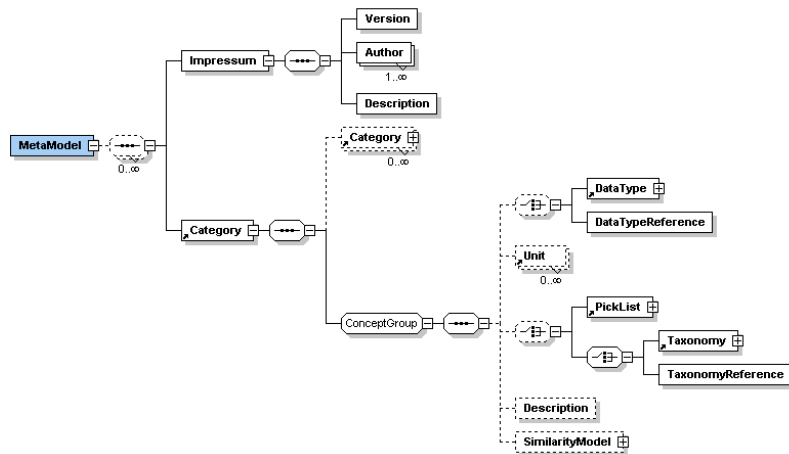 Version
Impressum
Author
1..∞
Description
MetaModel
0..∞
Category
0..∞
DataType
DataTypeReference
Category
Unit
0..∞
ConceptGroup
PickList
Taxonomy
TaxonomyReference
Description
SimilarityModel